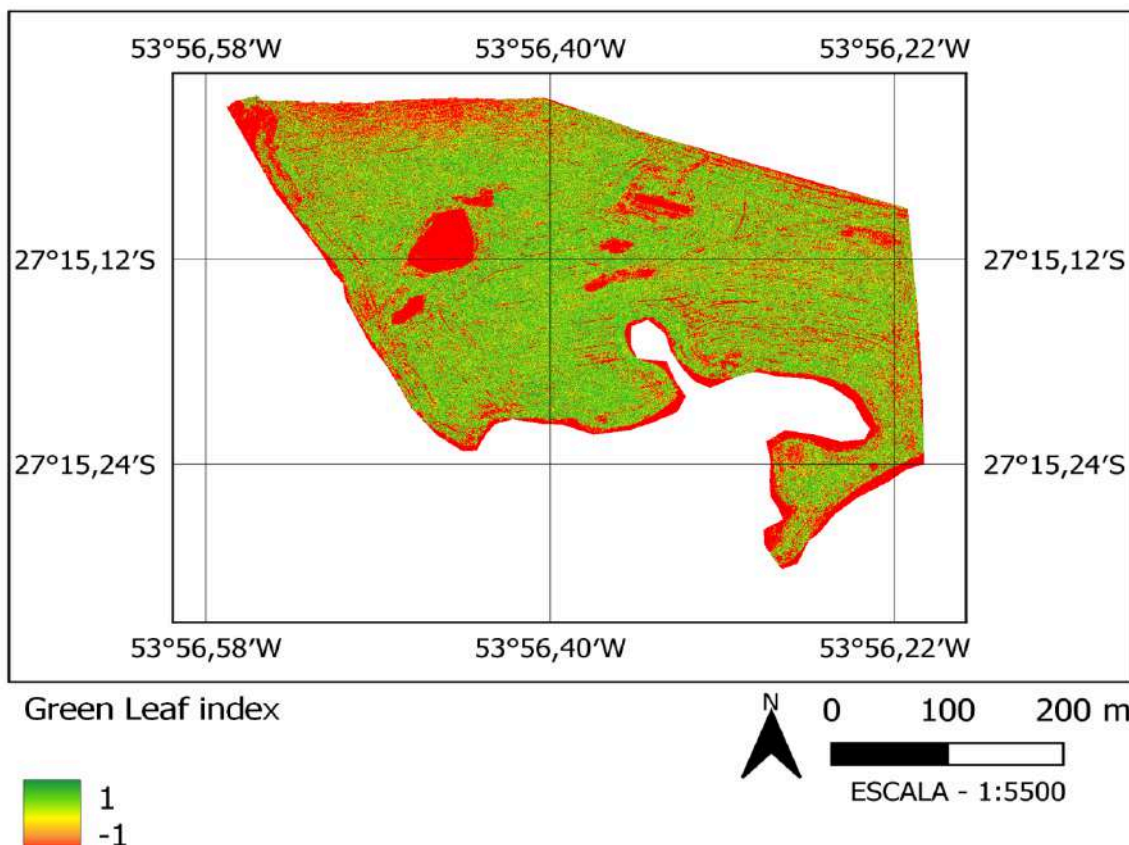 53°56,58'W 53°56,40'W 53°56,22'W
27°15,12'S 27°15,12'S
27°15,24'S 27°15,24'S
53°56,58'W 53°56,40'W 53°56,22'W
Green Leaf index
N
0 100 200 m
ESCALA - 1:5500
1
-1